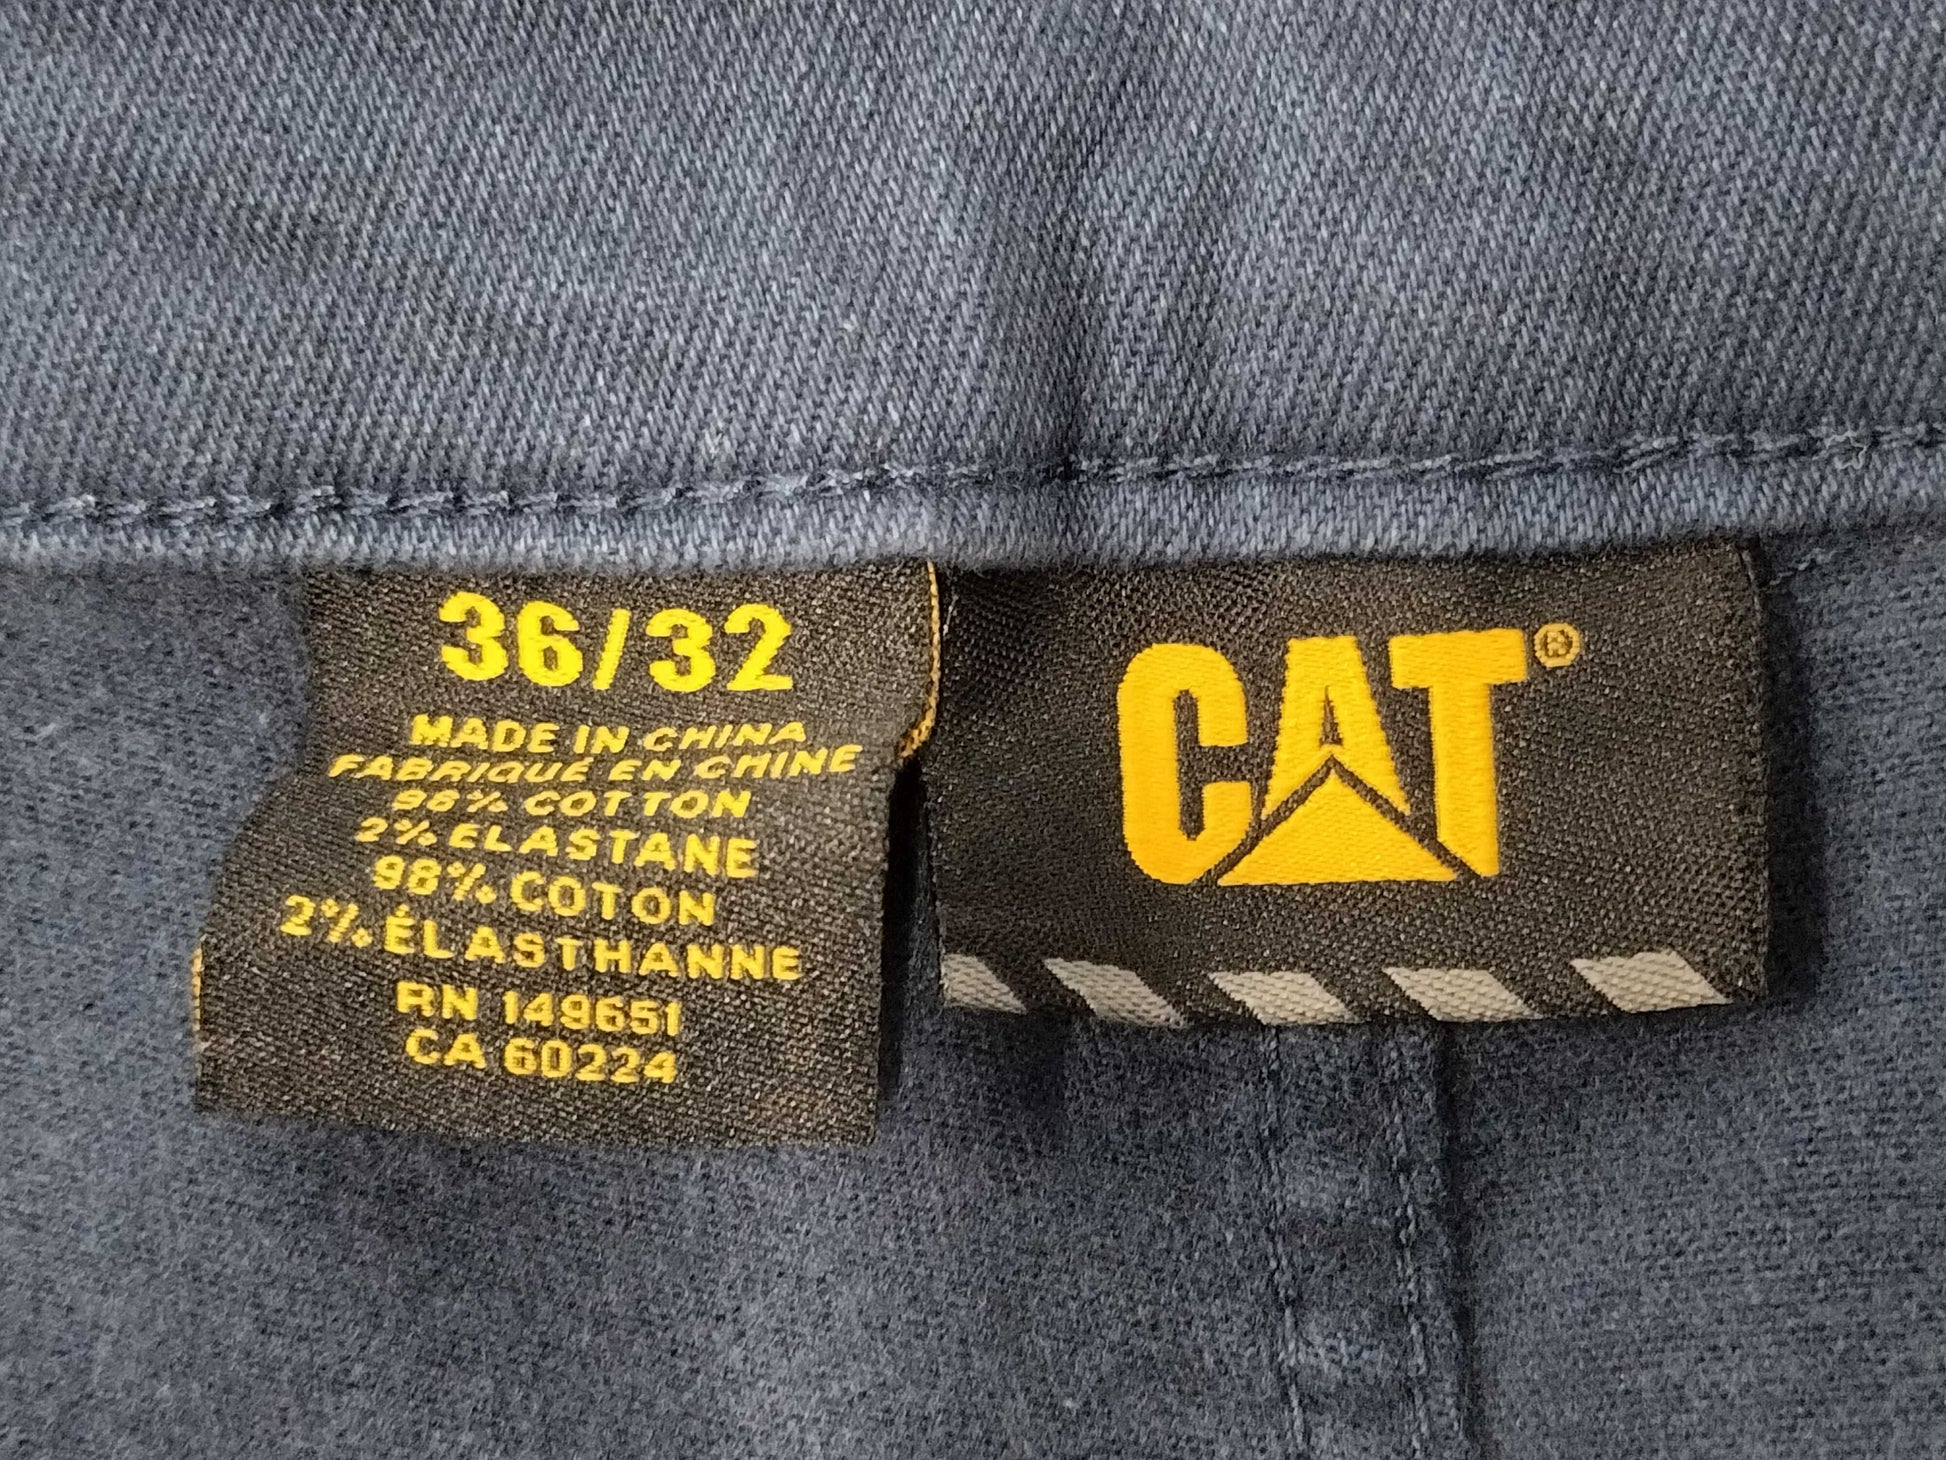 36/32
MADE IN CHINA
FABRIQUÉ EN CHINE
98% COTTON
2% ELASTANE
98% COTON
2% ÉLASTHANNE
RN 149651
CA 60224
CAT®